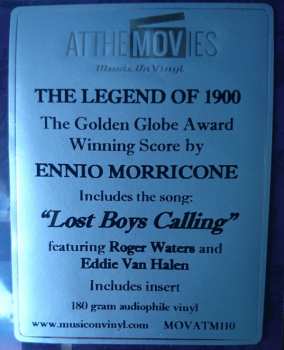 ATTHEMOVIES
Music On Vinyl
THE LEGEND OF 1900
The Golden Globe Award
Winning Score by
ENNIO MORRICONE
Includes the song:
“Lost Boys Calling”
featuring Roger Waters and
Eddie Van Halen
Includes insert
180 gram audiophile vinyl
www.musiconvinyl.com MOVATM110